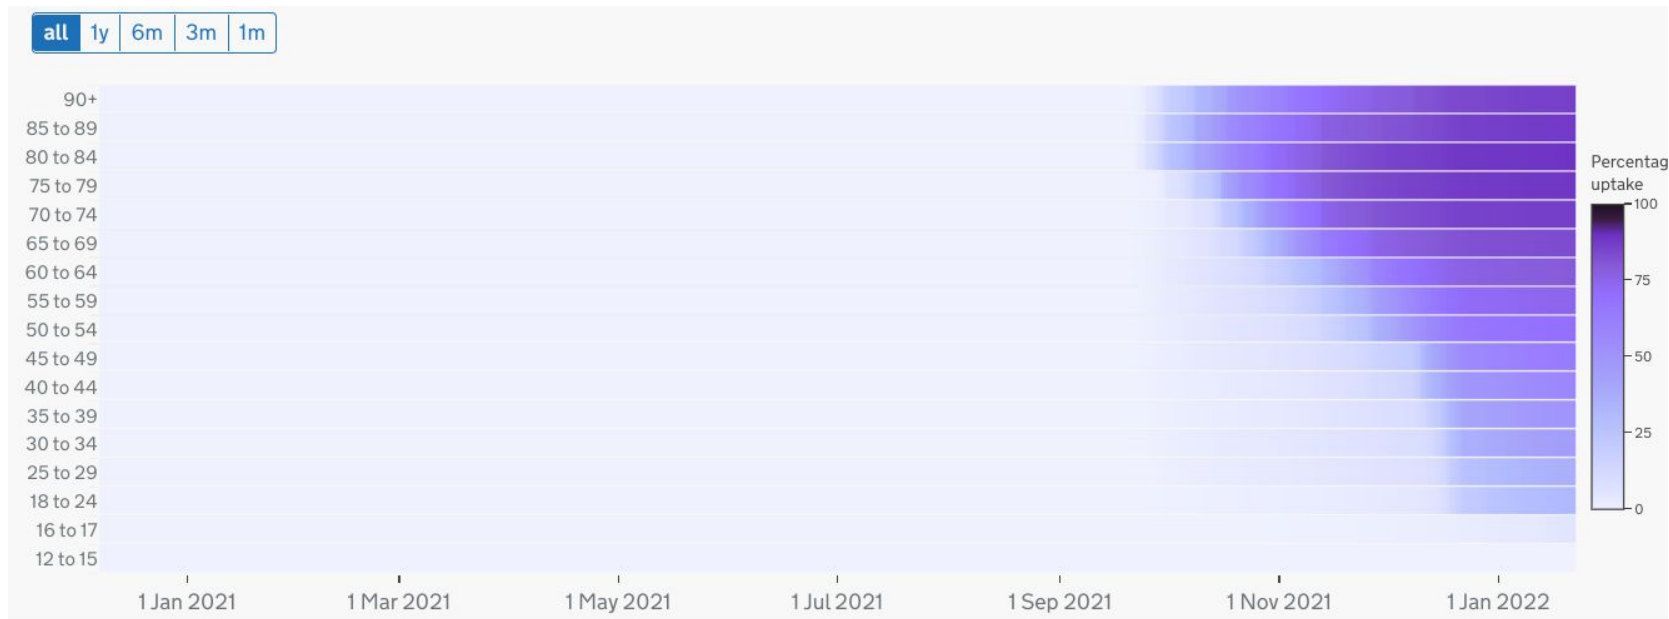 all 1y 6m 3m 1m
90+
85 to 89
80 to 84
75 to 79
70 to 74
65 to 69
60 to 64
55 to 59
50 to 54
45 to 49
40 to 44
35 to 39
30 to 34
25 to 29
18 to 24
16 to 17
12 to 15
1 Jan 2021 1 Mar 2021 1 May 2021 1 Jul 2021 1 Sep 2021 1 Nov 2021 1 Jan 2022
Percentag
uptake
100
75
50
25
0